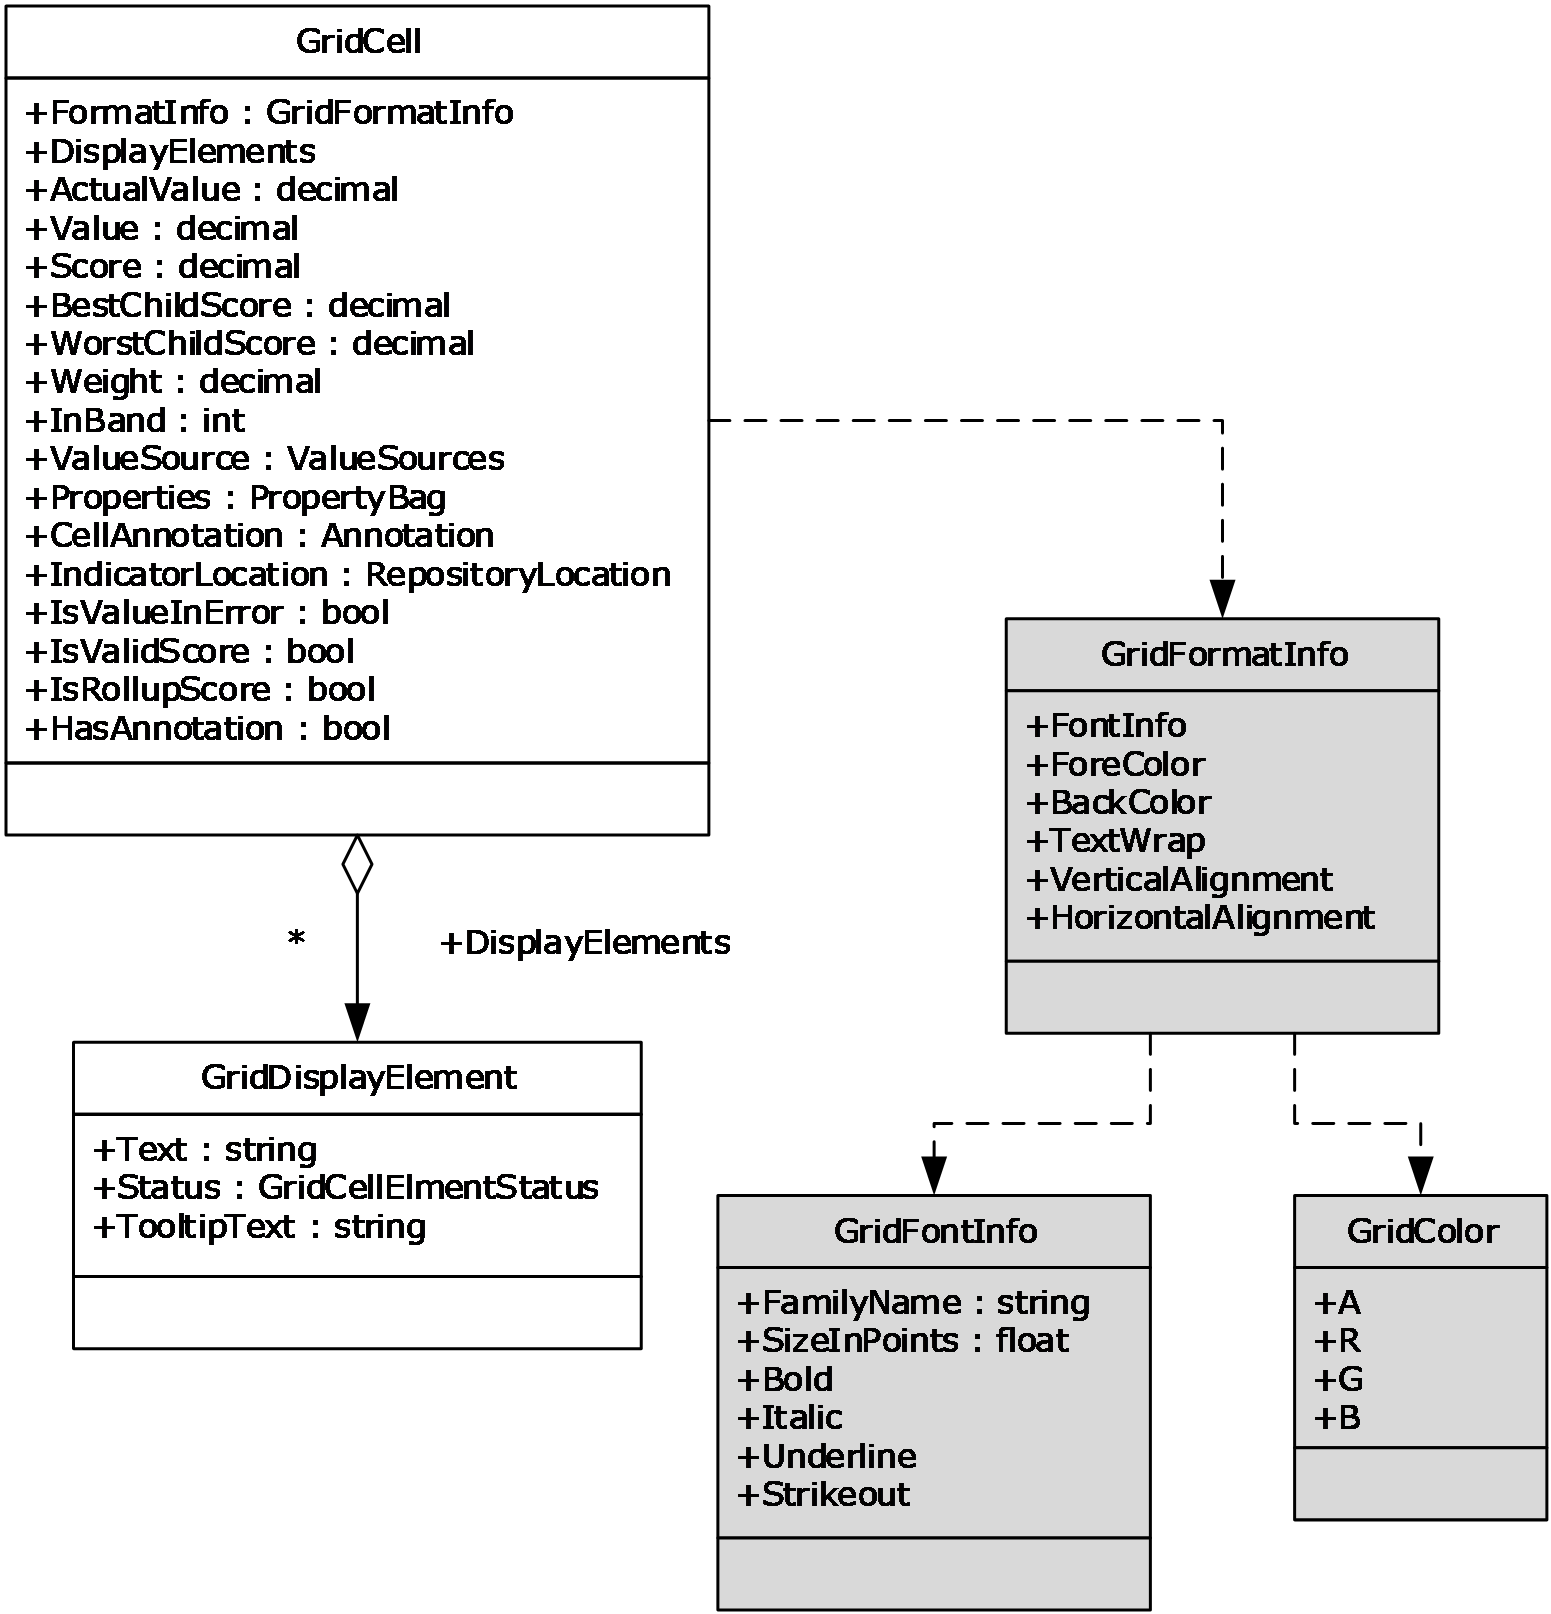 GridCell
+FormatInfo : GridFormatInfo
+DisplayElements
+ActualValue : decimal
+Value : decimal
+Score : decimal
+BestChildScore : decimal
+WorstChildScore : decimal
+Weight : decimal
+InBand : int
+ValueSource : ValueSources
+Properties : PropertyBag
+CellAnnotation : Annotation
+IndicatorLocation : RepositoryLocation
+IsValueInError : bool
+IsValidScore : bool
+IsRollupScore : bool
+HasAnnotation : bool
* +DisplayElements
GridDisplayElement
+Text : string
+Status : GridCellElmentStatus
+TooltipText : string
GridFormatInfo
+FontInfo
+ForeColor
+BackColor
+TextWrap
+VerticalAlignment
+HorizontalAlignment
GridFontInfo
+FamilyName : string
+SizeInPoints : float
+Bold
+Italic
+Underline
+Strikeout
GridColor
+A
+R
+G
+B